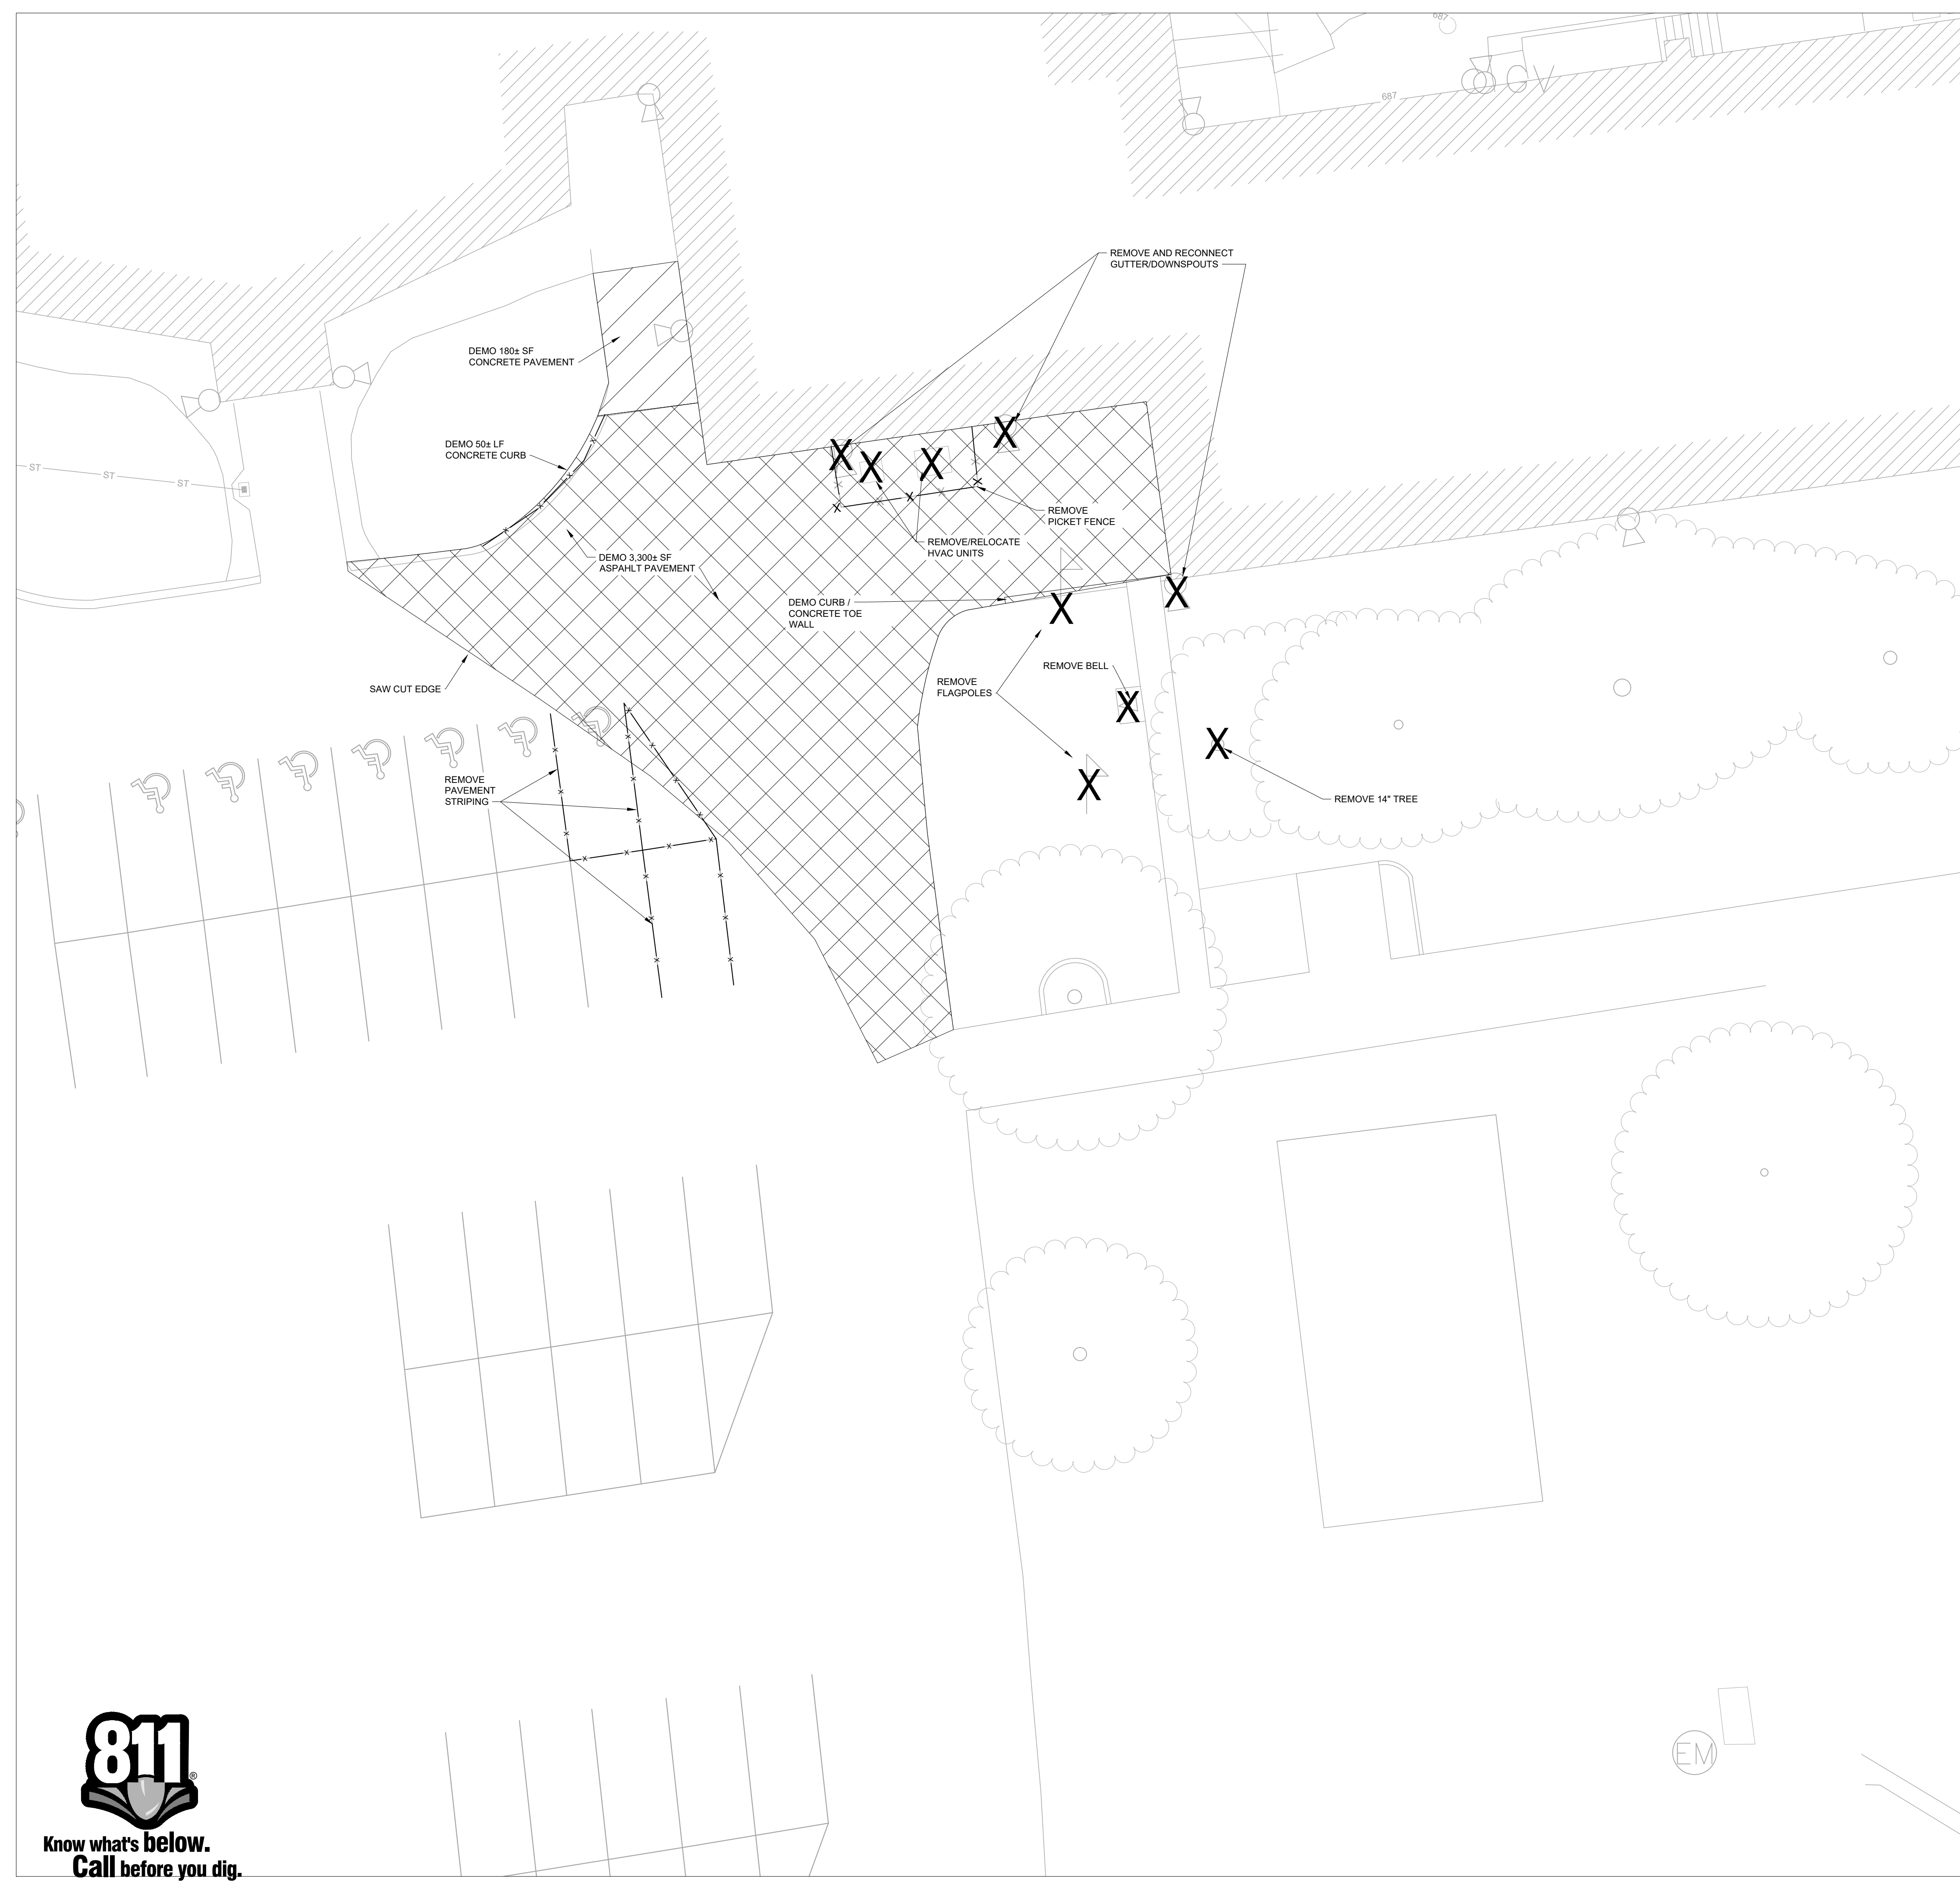 687
687
REMOVE AND RECONNECT
GUTTER/DOWNSPOUTS
DEMO 180± SF
CONCRETE PAVEMENT
DEMO 50± LF
CONCRETE CURB
ST
ST
ST
REMOVE
PICKET FENCE
REMOVE/RELOCATE
HVAC UNITS
DEMO 3,300± SF
ASPAHLT PAVEMENT
DEMO CURB /
CONCRETE TOE
WALL
REMOVE BELL
REMOVE
FLAGPOLES
SAW CUT EDGE
REMOVE
PAVEMENT
STRIPING
REMOVE 14" TREE
EM
811®
Know what's below.
Call before you dig.